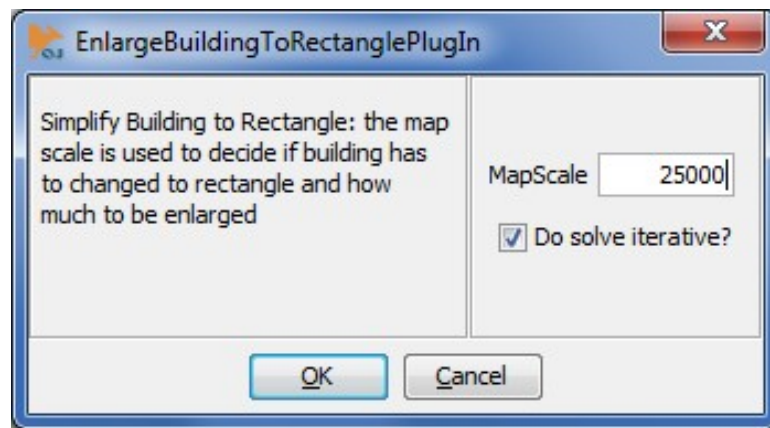 EnlargeBuildingToRectanglePlugIn
Simplify Building to Rectangle: the map
scale is used to decide if building has
to changed to rectangle and how
much to be enlarged
MapScale 25000
Do solve iterative?
OK Cancel